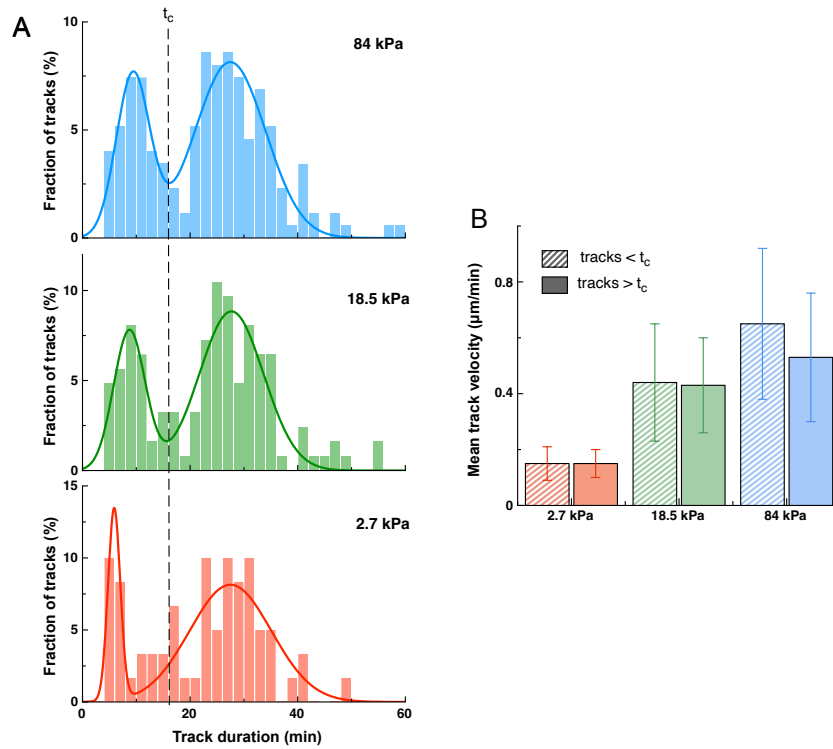 A
t_c
84 kPa
Fraction of tracks (%)
10
5
0
18.5 kPa
Fraction of tracks (%)
10
5
0
2.7 kPa
Fraction of tracks (%)
15
10
5
0
0 20 40 60
Track duration (min)
B
tracks < t_c
tracks > t_c
Mean track velocity (μm/min)
0.8
0.4
0
2.7 kPa 18.5 kPa 84 kPa